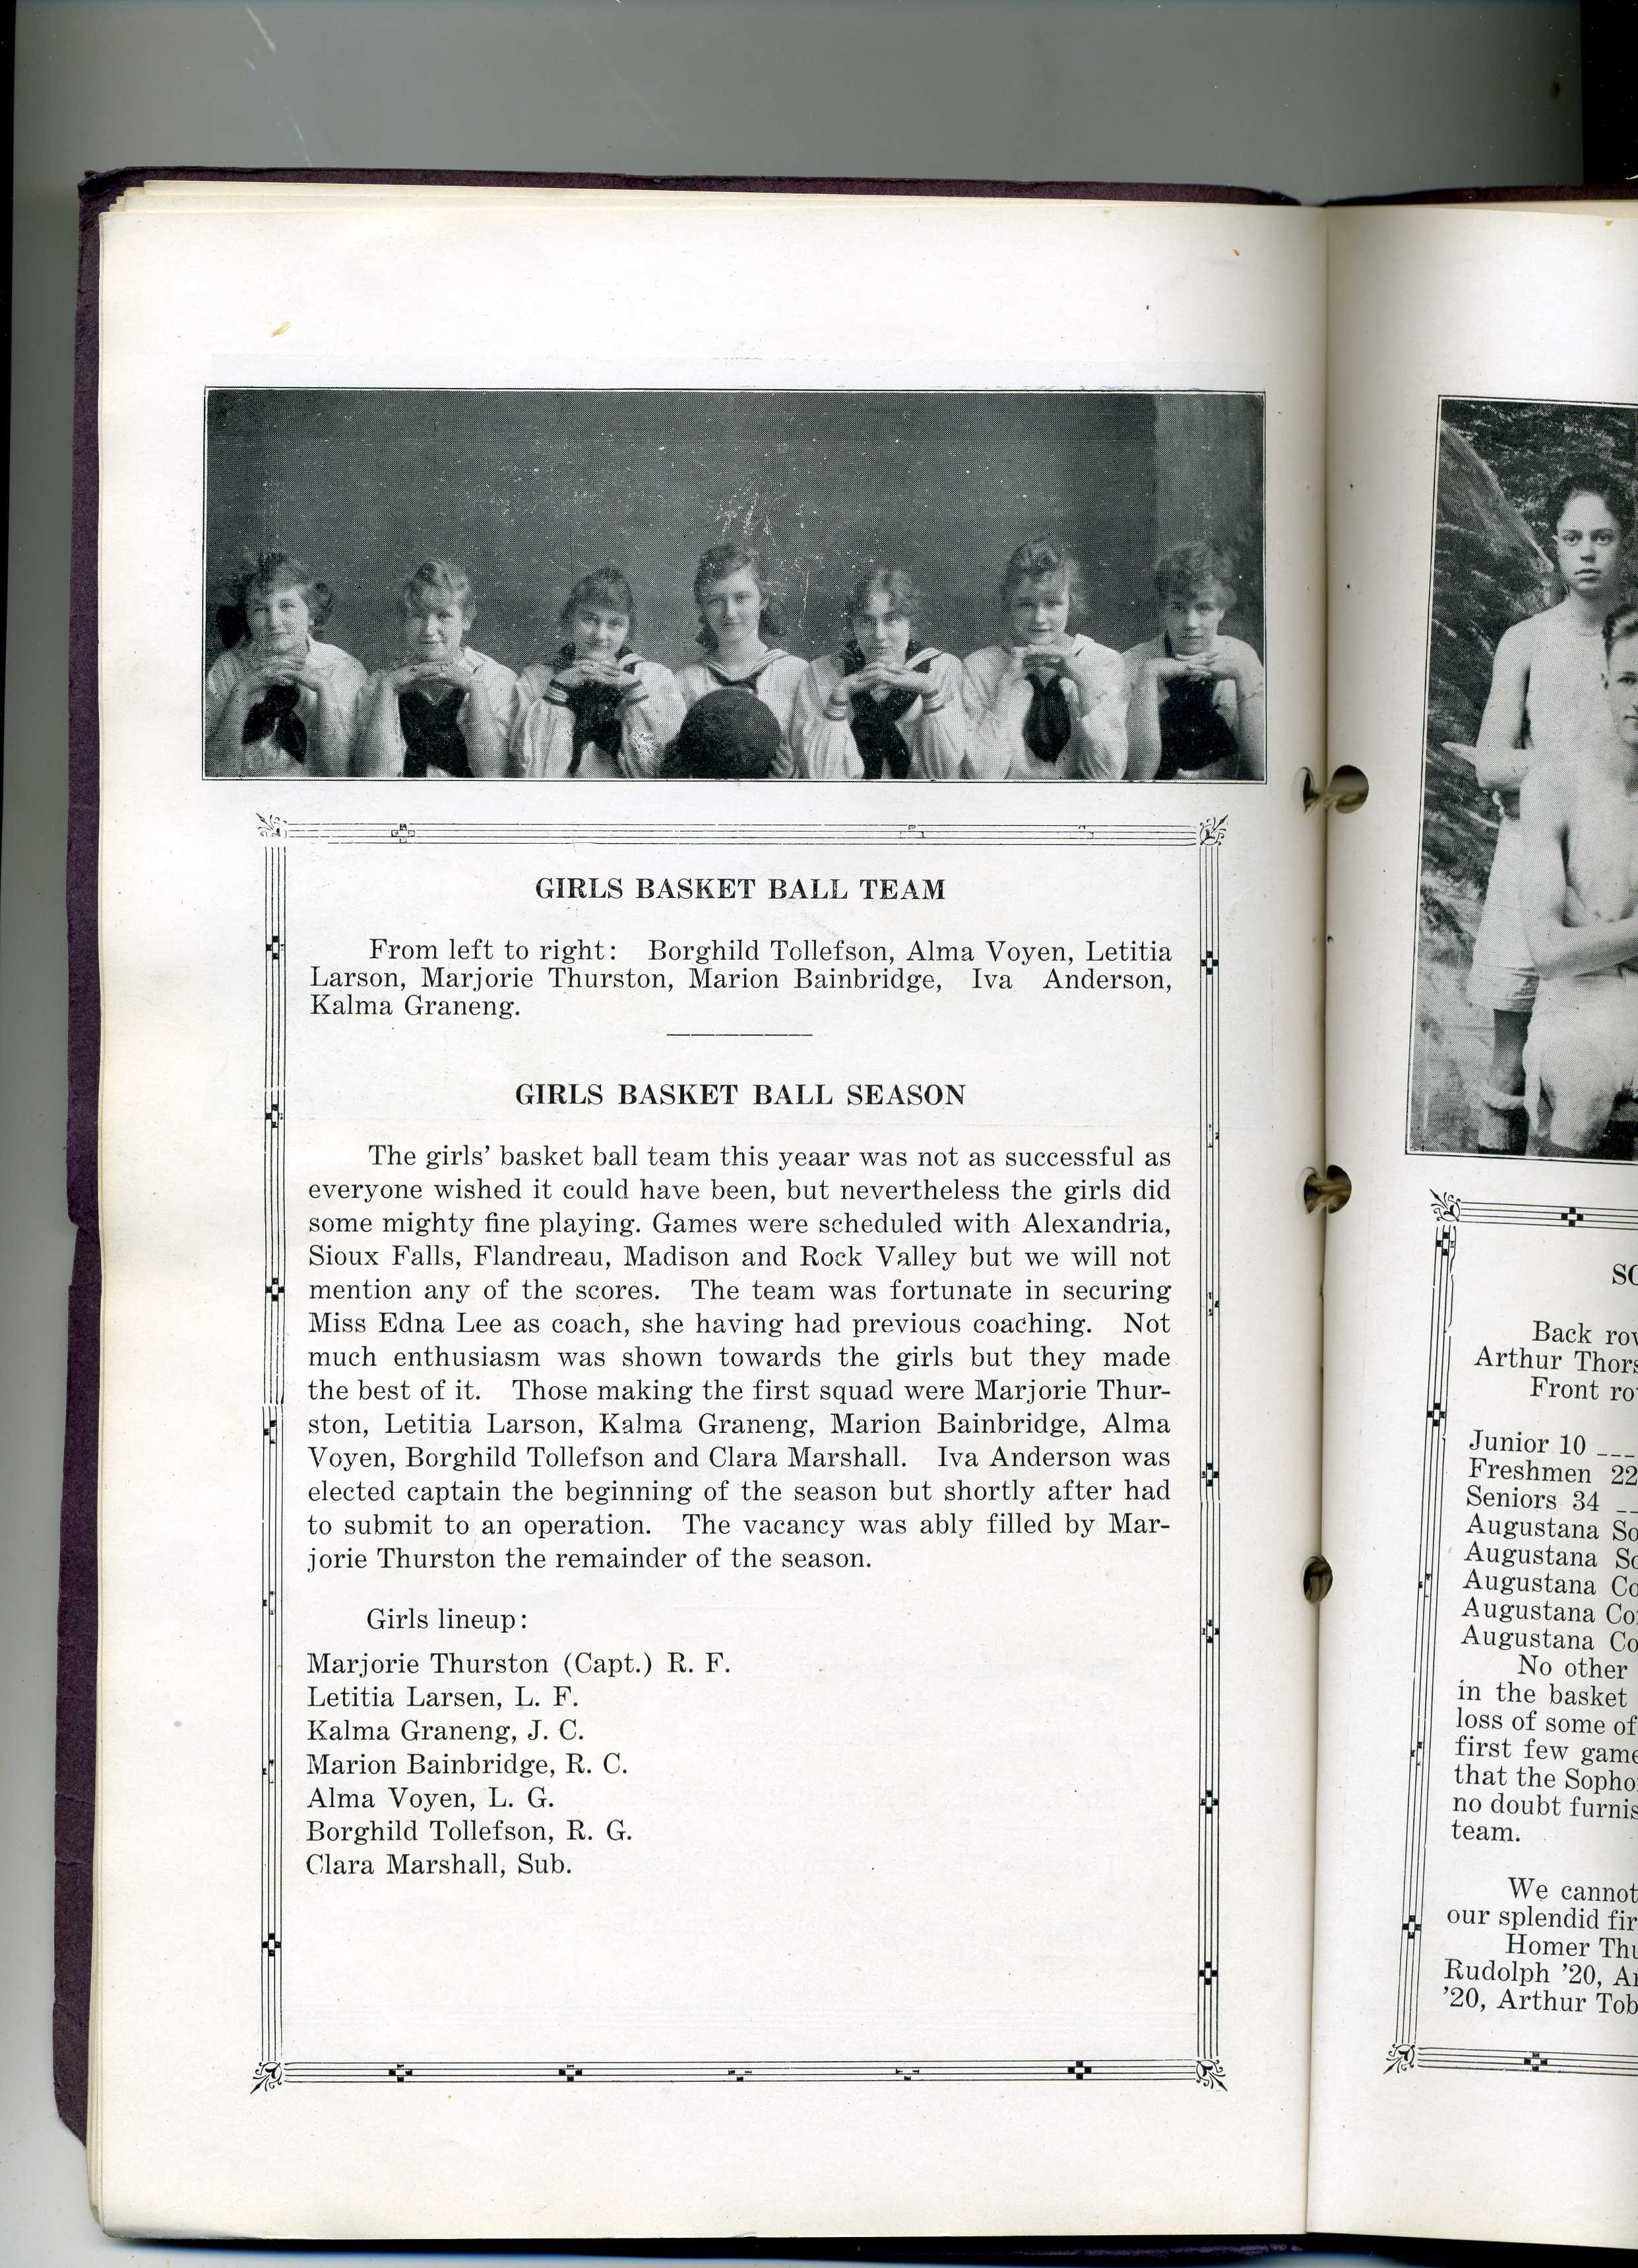 GIRLS BASKET BALL TEAM
From left to right: Borghild Tollefson, Alma Voyen, Letitia
Larson, Marjorie Thurston, Marion Bainbridge, Iva Anderson,
Kalma Graneng.
GIRLS BASKET BALL SEASON
The girls' basket ball team this yeaar was not as successful as
everyone wished it could have been, but nevertheless the girls did
some mighty fine playing. Games were scheduled with Alexandria,
Sioux Falls, Flandreau, Madison and Rock Valley but we will not
mention any of the scores. The team was fortunate in securing
Miss Edna Lee as coach, she having had previous coaching. Not
much enthusiasm was shown towards the girls but they made
the best of it. Those making the first squad were Marjorie Thur-
ston, Letitia Larson, Kalma Graneng, Marion Bainbridge, Alma
Voyen, Borghild Tollefson and Clara Marshall. Iva Anderson was
elected captain the beginning of the season but shortly after had
to submit to an operation. The vacancy was ably filled by Mar-
jorie Thurston the remainder of the season.
Girls lineup:
Marjorie Thurston (Capt.) R. F.
Letitia Larsen, L. F.
Kalma Graneng, J. C.
Marion Bainbridge, R. C.
Alma Voyen, L. G.
Borghild Tollefson, R. G.
Clara Marshall, Sub.
Back
Arthur
Front
Junior 10 ___
Freshmen 22
Seniors 34 __
Augustana
Augustana
Augustana
Augustana
Augustana
No other
in the basket
loss of some of
first few
that the
no doubt
team.
We cannot
our splendid
Homer
Rudolph '20,
'20, Arthur